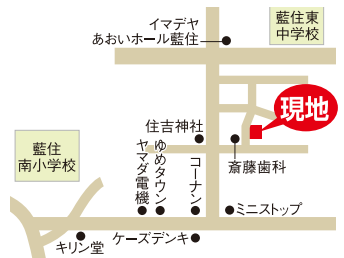 イマデヤ
あおいホール藍住
藍住東
中学校
現地
住吉神社
斎藤歯科
藍住
南小学校
ヤマダ電機
ゆめタウン
コーナン
ミニストップ
ケーズデンキ
キリン堂